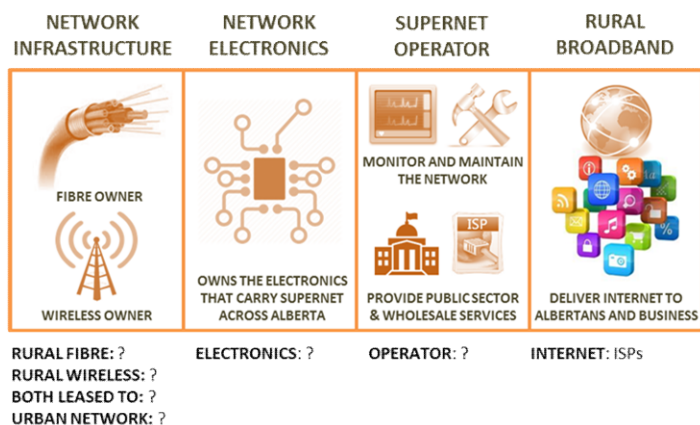 NETWORK
INFRASTRUCTURE
NETWORK
ELECTRONICS
SUPERNET
OPERATOR
RURAL
BROADBAND
FIBRE OWNER
WIRELESS OWNER
OWNS THE ELECTRONICS
THAT CARRY SUPERNET
ACROSS ALBERTA
MONITOR AND MAINTAIN
THE NETWORK
ISP
PROVIDE PUBLIC SECTOR
& WHOLESALE SERVICES
DELIVER INTERNET TO
ALBERTANS AND BUSINESS
RURAL FIBRE: ?
RURAL WIRELESS: ?
BOTH LEASED TO: ?
URBAN NETWORK: ?
ELECTRONICS: ?
OPERATOR: ?
INTERNET: ISPs